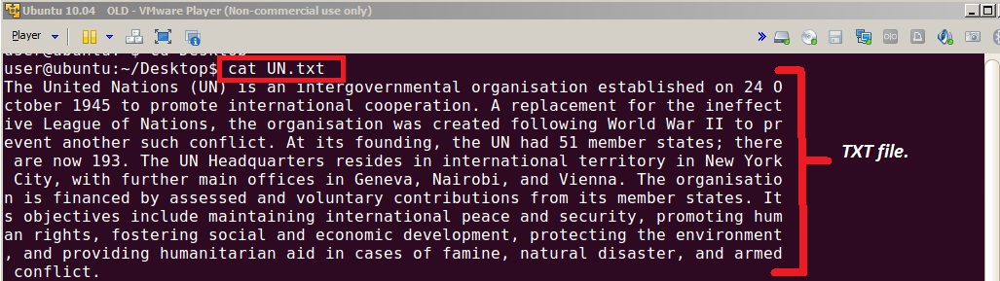 Ubuntu 10.04 OLD - VMware Player (Non-commercial use only)
Player
user@ubuntu:~/Desktop$ cat UN.txt
The United Nations (UN) is an intergovernmental organisation established on 24 O
ctober 1945 to promote international cooperation. A replacement for the ineffect
ive League of Nations, the organisation was created following World War II to pr
event another such conflict. At its founding, the UN had 51 member states; there
 are now 193. The UN Headquarters resides in international territory in New York
 City, with further main offices in Geneva, Nairobi, and Vienna. The organisatio
n is financed by assessed and voluntary contributions from its member states. It
s objectives include maintaining international peace and security, promoting hum
an rights, fostering social and economic development, protecting the environment
, and providing humanitarian aid in cases of famine, natural disaster, and armed
 conflict.
TXT file.